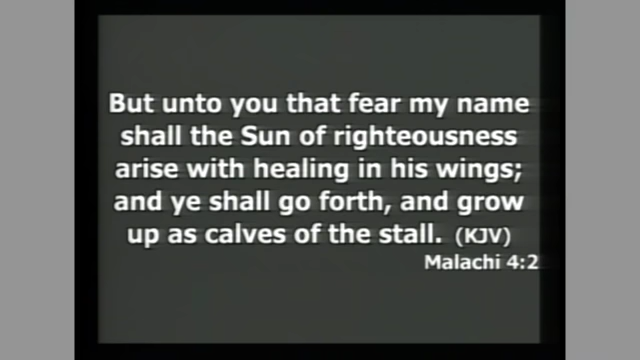 But unto you that fear my name
shall the Sun of righteousness
arise with healing in his wings;
and ye shall go forth, and grow
up as calves of the stall. (KJV)
Malachi 4:2